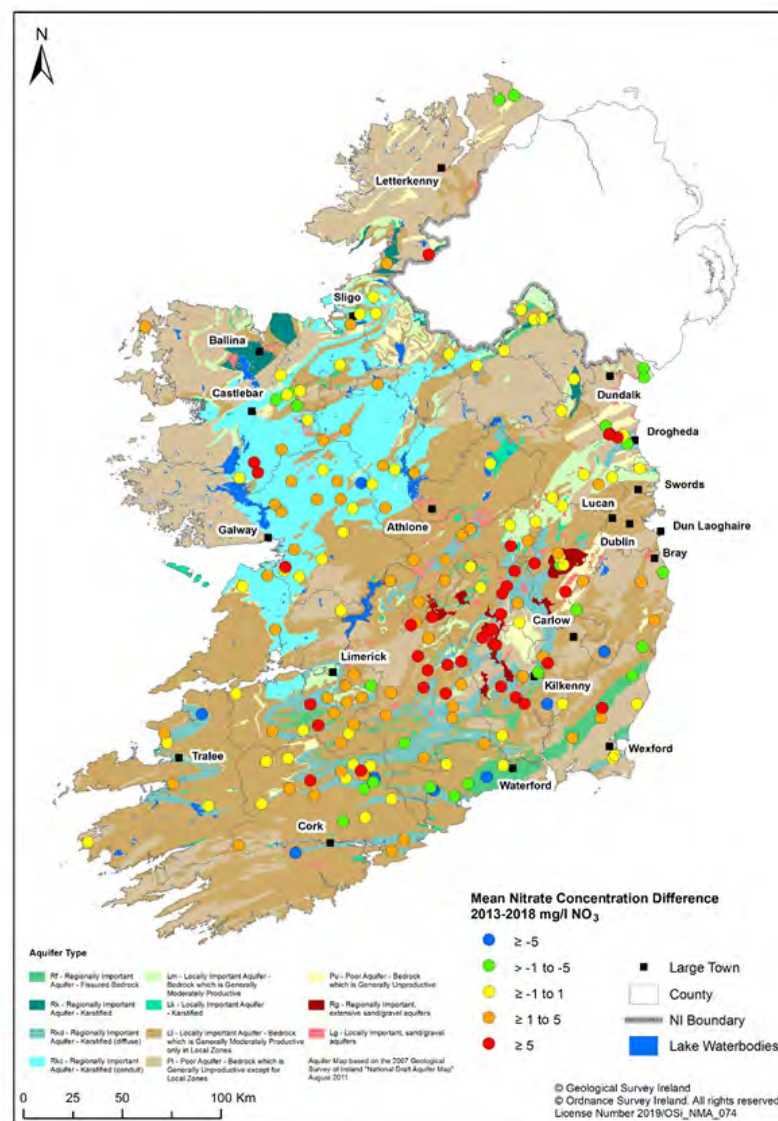 N
Letterkenny
Sligo
Ballina
Castlebar
Dundalk
Drogheda
Swords
Lucan
Galway
Athlone
Dun Laoghaire
Dublin
Bray
Carlow
Limerick
Kilkenny
Tralee
Wexford
Waterford
Cork
Mean Nitrate Concentration Difference
2013-2018 mg/l NO3
≥ -5
> -1 to -5
≥ -1 to 1
≥ 1 to 5
≥ 5
Large Town
County
NI Boundary
Lake Waterbodies
Aquifer Type
Rf - Regionally Important
Aquifer - Fissured Bedrock
Rk - Regionally Important
Aquifer - Karstified
Rkd - Regionally Important
Aquifer - Karstified (diffuse)
Rkc - Regionally Important
Aquifer - Karstified (conduit)
Lm - Locally Important Aquifer -
Bedrock which is Generally
Moderately Productive
Lk - Locally Important Aquifer
- Karstified
Ll - Locally Important Aquifer - Bedrock
which is Generally Moderately Productive
only in Local Zones
Pl - Poor Aquifer - Bedrock which is
Generally Unproductive except for
Local Zones
Pu - Poor Aquifer - Bedrock
which is Generally Unproductive
Rg - Regionally Important,
extensive sand/gravel
aquifers
Lg - Locally Important, sand/gravel
aquifers
Aquifer Map based on the 2007 Geological
Survey of Ireland "National Draft Aquifer Map"
August 2011
0 50 100 Km
© Geological Survey Ireland
© Ordnance Survey Ireland. All rights reserved
License Number 2019/OSi_NMA_074